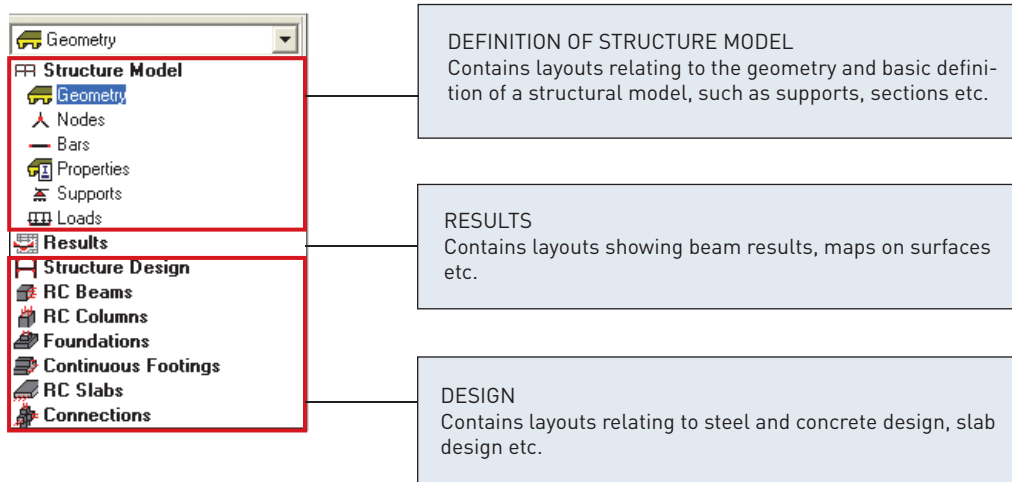 Geometry
Structure Model
Geometry
Nodes
Bars
Properties
Supports
Loads
Results
Structure Design
RC Beams
RC Columns
Foundations
Continuous Footings
RC Slabs
Connections
DEFINITION OF STRUCTURE MODEL
Contains layouts relating to the geometry and basic defini-
tion of a structural model, such as supports, sections etc.
RESULTS
Contains layouts showing beam results, maps on surfaces
etc.
DESIGN
Contains layouts relating to steel and concrete design, slab
design etc.